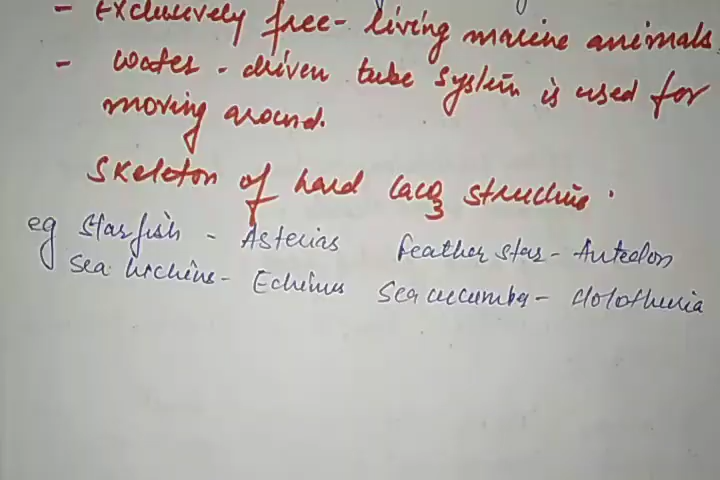 - Exclusively free-living marine animals.
- Water-driven tube system is used for
moving around.
Skeleton of hard CaCO3 structure.
eg Starfish - Asterias Feather star - Antedon
Sea Urchins - Echinus Sea cucumber - Holothuria